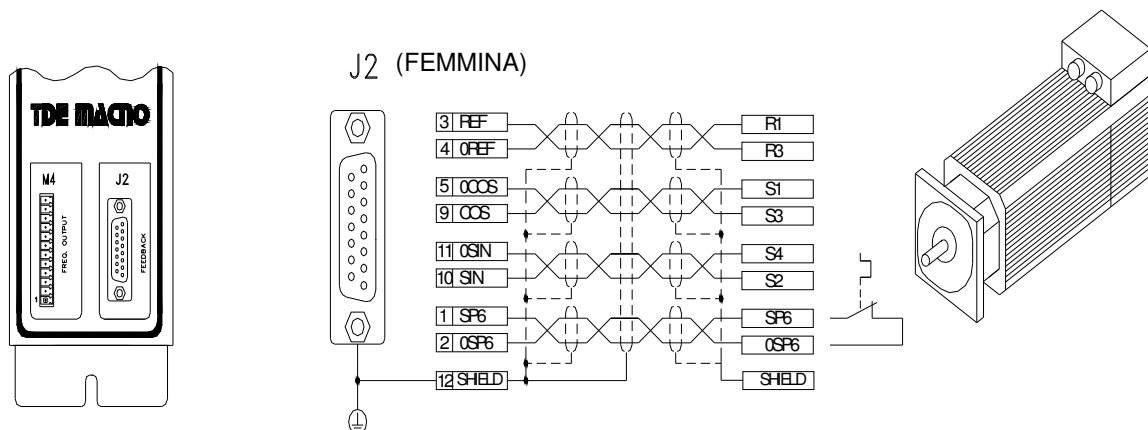 TDE MACNO
M4
J2
FREQ. OUTPUT
FEEDBACK
1
8
J2 (FEMMINA)
3 REF
4 0REF
5 0COS
9 COS
11 0SIN
10 SIN
1 SP6
2 0SP6
12 SHIELD
R1
R3
S1
S3
S4
S2
SP6
0SP6
SHIELD